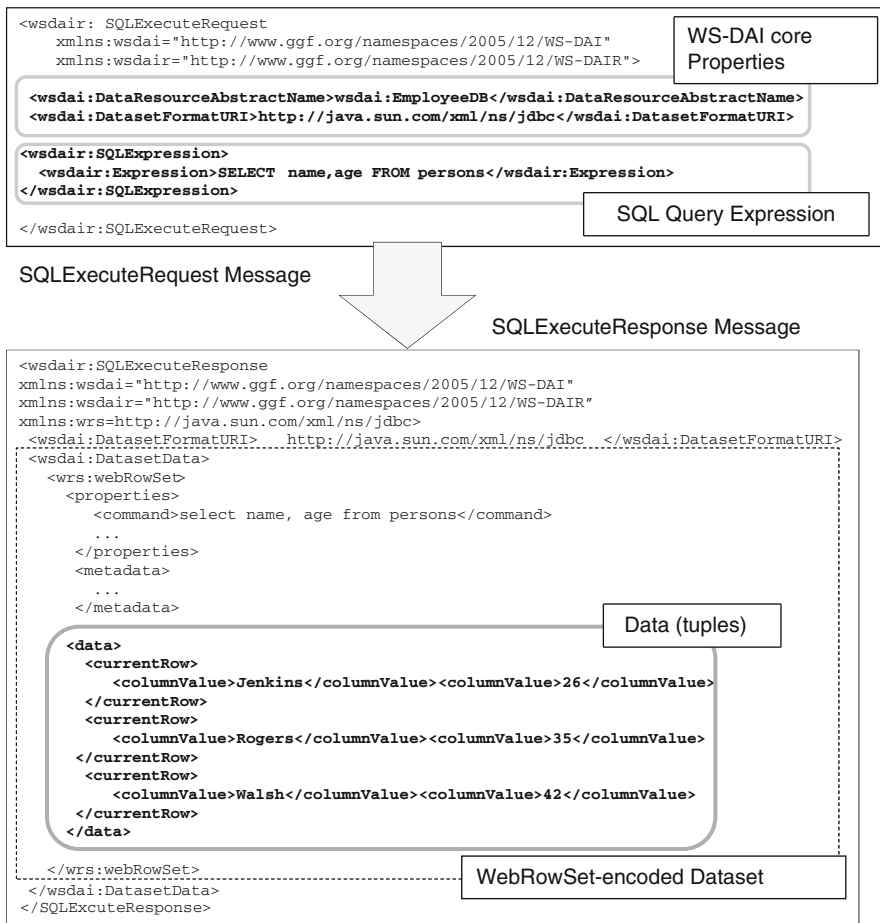 <wsdair: SQLExecuteRequest
xmlns:wsdai="http://www.ggf.org/namespaces/2005/12/WS-DAI"
xmlns:wsdair="http://www.ggf.org/namespaces/2005/12/WS-DAIR">
WS-DAI core
Properties
<wsdai:DataResourceAbstractName>wsdai:EmployeeDB</wsdai:DataResourceAbstractName>
<wsdai:DatasetFormatURI>http://java.sun.com/xml/ns/jdbc</wsdai:DatasetFormatURI>
<wsdair:SQLExpression>
<wsdair:Expression>SELECT name,age FROM persons</wsdair:Expression>
</wsdair:SQLExpression>
SQL Query Expression
</wsdair:SQLExecuteRequest>
SQLExecuteRequest Message
SQLExecuteResponse Message
<wsdair:SQLExecuteResponse
xmlns:wsdai="http://www.ggf.org/namespaces/2005/12/WS-DAI"
xmlns:wsdair="http://www.ggf.org/namespaces/2005/12/WS-DAIR”
xmlns:wrs=http://java.sun.com/xml/ns/jdbc>
<wsdai:DatasetFormatURI> http://java.sun.com/xml/ns/jdbc </wsdai:DatasetFormatURI>
<wsdai:DatasetData>
<wrs:webRowSet>
<properties>
<command>select name, age from persons</command>
...
</properties>
<metadata>
...
</metadata>
Data (tuples)
<data>
<currentRow>
<columnValue>Jenkins</columnValue><columnValue>26</columnValue>
</currentRow>
<currentRow>
<columnValue>Rogers</columnValue><columnValue>35</columnValue>
</currentRow>
<currentRow>
<columnValue>Walsh</columnValue><columnValue>42</columnValue>
</currentRow>
</data>
</wrs:webRowSet>
WebRowSet-encoded Dataset
</wsdai:DatasetData>
</SQLExcuteResponse>